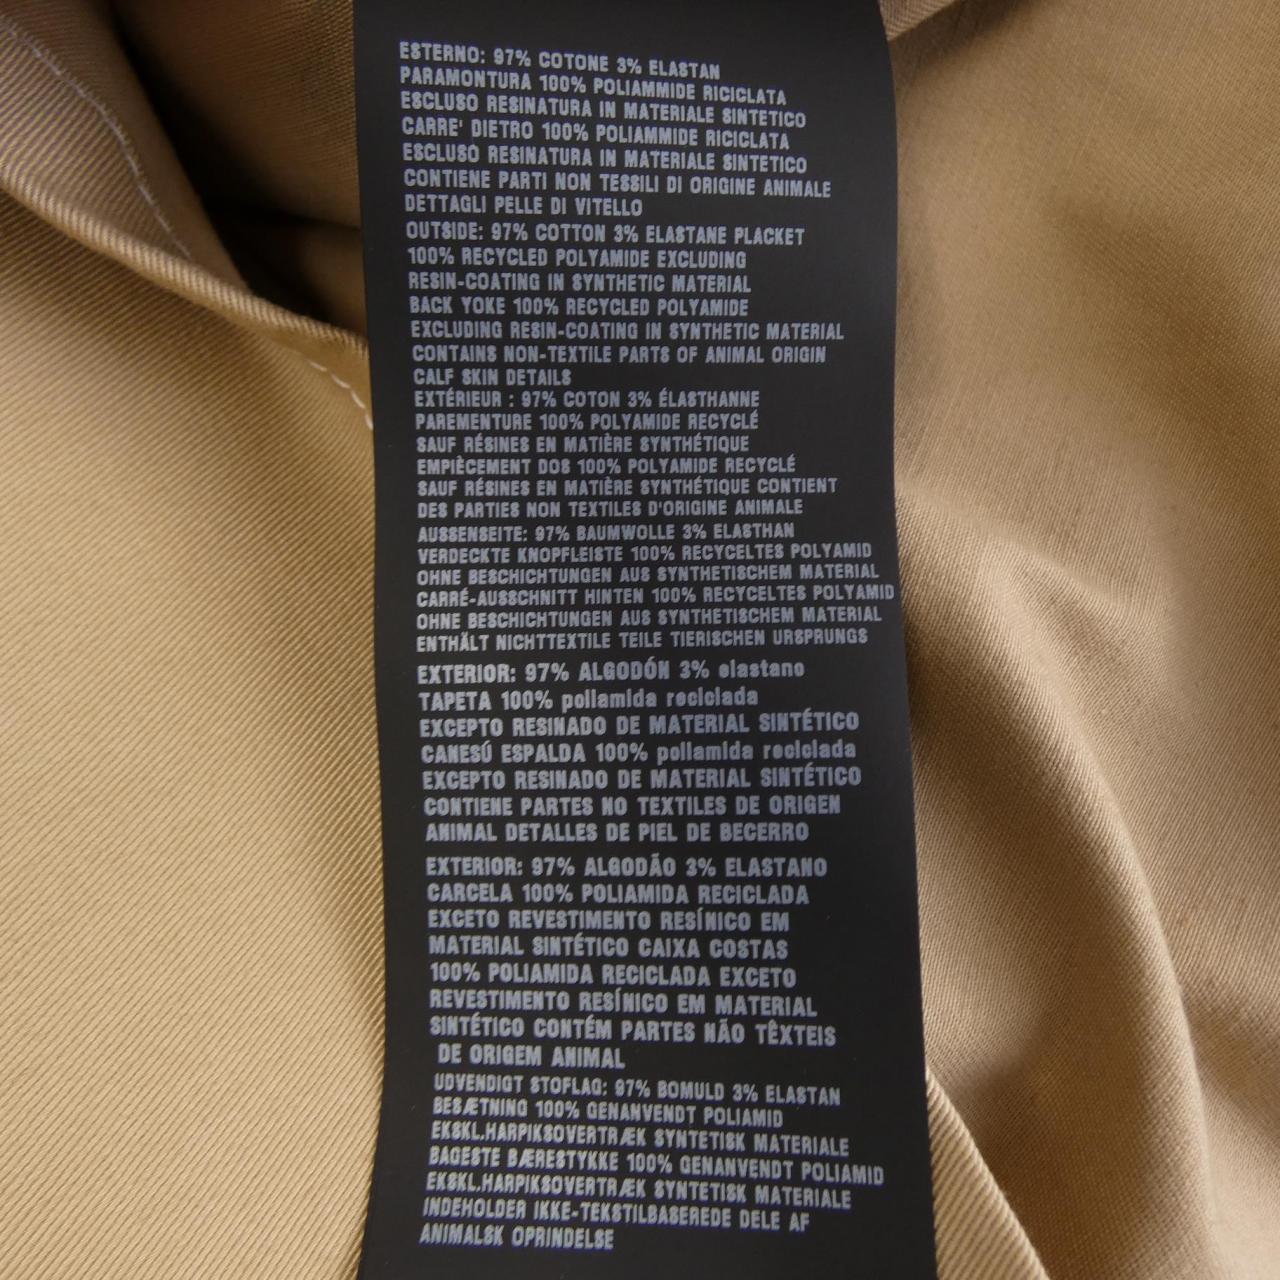 ESTERNO: 97% COTONE 3% ELASTAN
PARAMONTURA 100% POLIAMMIDE RICICLATA
ESCLUSO RESINATURA IN MATERIALE SINTETICO
CARRE' DIETRO 100% POLIAMMIDE RICICLATA
ESCLUSO RESINATURA IN MATERIALE SINTETICO
CONTIENE PARTI NON TESSILI DI ORIGINE ANIMALE
DETTAGLI PELLE DI VITELLO
OUTSIDE: 97% COTTON 3% ELASTANE PLACKET
100% RECYCLED POLYAMIDE EXCLUDING
RESIN-COATING IN SYNTHETIC MATERIAL
BACK YOKE 100% RECYCLED POLYAMIDE
EXCLUDING RESIN-COATING IN SYNTHETIC MATERIAL
CONTAINS NON-TEXTILE PARTS OF ANIMAL ORIGIN
CALF SKIN DETAILS
EXTÉRIEUR : 97% COTON 3% ÉLASTHANNE
PAREMENTURE 100% POLYAMIDE RECYCLÉ
SAUF RÉSINES EN MATIÈRE SYNTHÉTIQUE
EMPIÈCEMENT DOS 100% POLYAMIDE RECYCLÉ
SAUF RÉSINES EN MATIÈRE SYNTHÉTIQUE CONTIENT
DES PARTIES NON TEXTILES D'ORIGINE ANIMALE
AUSSENSEITE: 97% BAUMWOLLE 3% ELASTHAN
VERDECKTE KNOPFLEISTE 100% RECYCELTES POLYAMID
OHNE BESCHICHTUNGEN AUS SYNTHETISCHEM MATERIAL
CARRÉ-AUSSCHNITT HINTEN 100% RECYCELTES POLYAMID
OHNE BESCHICHTUNGEN AUS SYNTHETISCHEM MATERIAL
ENTHÄLT NICHTTEXTILE TEILE TIERISCHEN URSPRUNGS
EXTERIOR: 97% ALGODÓN 3% elastano
TAPETA 100% poliamida reciclada
EXCEPTO RESINADO DE MATERIAL SINTÉTICO
CANESÚ ESPALDA 100% poliamida reciclada
EXCEPTO RESINADO DE MATERIAL SINTÉTICO
CONTIENE PARTES NO TEXTILES DE ORIGEN
ANIMAL DETALLES DE PIEL DE BECERRO
EXTERIOR: 97% ALGODÃO 3% ELASTANO
CARCELA 100% POLIAMIDA RECICLADA
EXCETO REVESTIMENTO RESÍNICO EM
MATERIAL SINTÉTICO CAIXA COSTAS
100% POLIAMIDA RECICLADA EXCETO
REVESTIMENTO RESÍNICO EM MATERIAL
SINTÉTICO CONTÉM PARTES NÃO TÊXTEIS
DE ORIGEM ANIMAL
UDVENDIGT STOFLAG: 97% BOMULD 3% ELASTAN
BESÆTNING 100% GENANVENDT POLIAMID
EKSKL.HARPIKSOVERTRÆK SYNTETISK MATERIALE
BAGESTE BÆRESTYKKE 100% GENANVENDT POLIAMID
EKSKL.HARPIKSOVERTRÆK SYNTETISK MATERIALE
INDEHOLDER IKKE-TEKSTILBASEREDE DELE AF
ANIMALSK OPRINDELSE